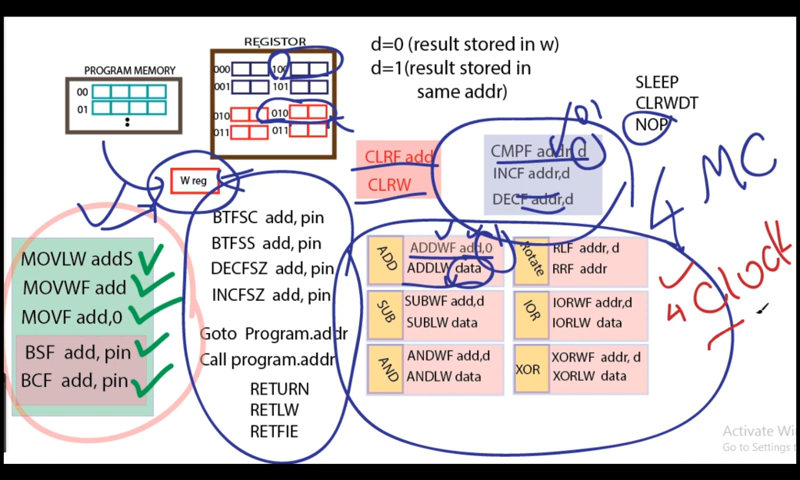 REGISTOR
d=0 (result stored in w)
d=1(result stored in
same addr)
PROGRAM MEMORY
00
01
000
100
001
101
010
010
011
011
SLEEP
CLRWDT
NOP
W reg
CLRF add
CLRW
CMPF addr,d
INCF addr,d
DECF addr,d
101
4 MC
4 Clock
MOVLW addS
MOVWF add
MOVF add,0
BSF add, pin
BCF add, pin
BTFSC add, pin
BTFSS add, pin
DECFSZ add, pin
INCFSZ add, pin
Goto Program.addr
Call program.addr
RETURN
RETLW
RETFIE
ADD
ADDWF add,0
ADDLW data
SUB
SUBWF add,d
SUBLW data
AND
ANDWF add,d
ANDLW data
Rotate
RLF addr, d
RRF addr
IOR
IORWF addr,d
IORLW data
XOR
XORWF addr, d
XORLW data
Activate Wi
Go to Settings t